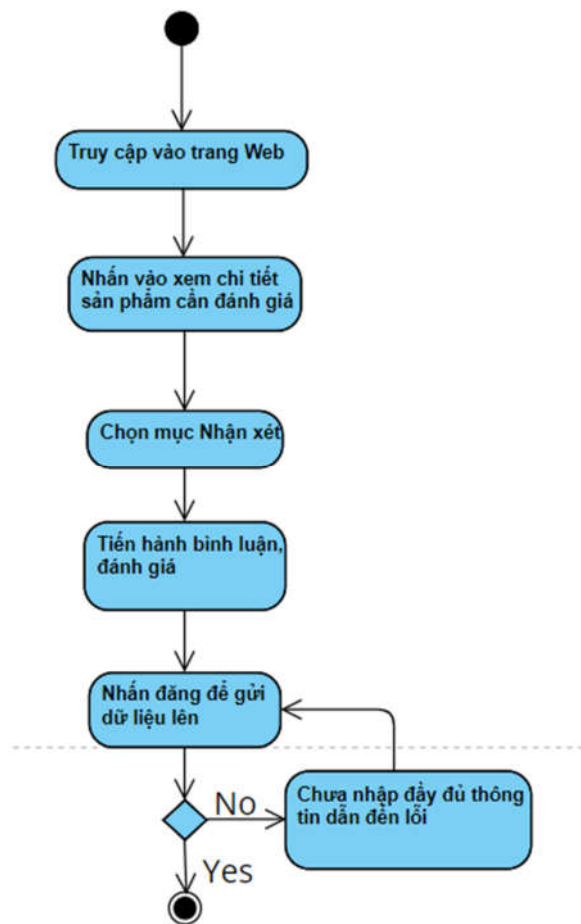 Truy cập vào trang Web
Nhấn vào xem chi tiết
sản phẩm cần đánh giá
Chọn mục Nhận xét
Tiến hành bình luận,
đánh giá
Nhấn đăng để gửi
dữ liệu lên
No
Chưa nhập đầy đủ thông
tin dẫn đến lỗi
Yes